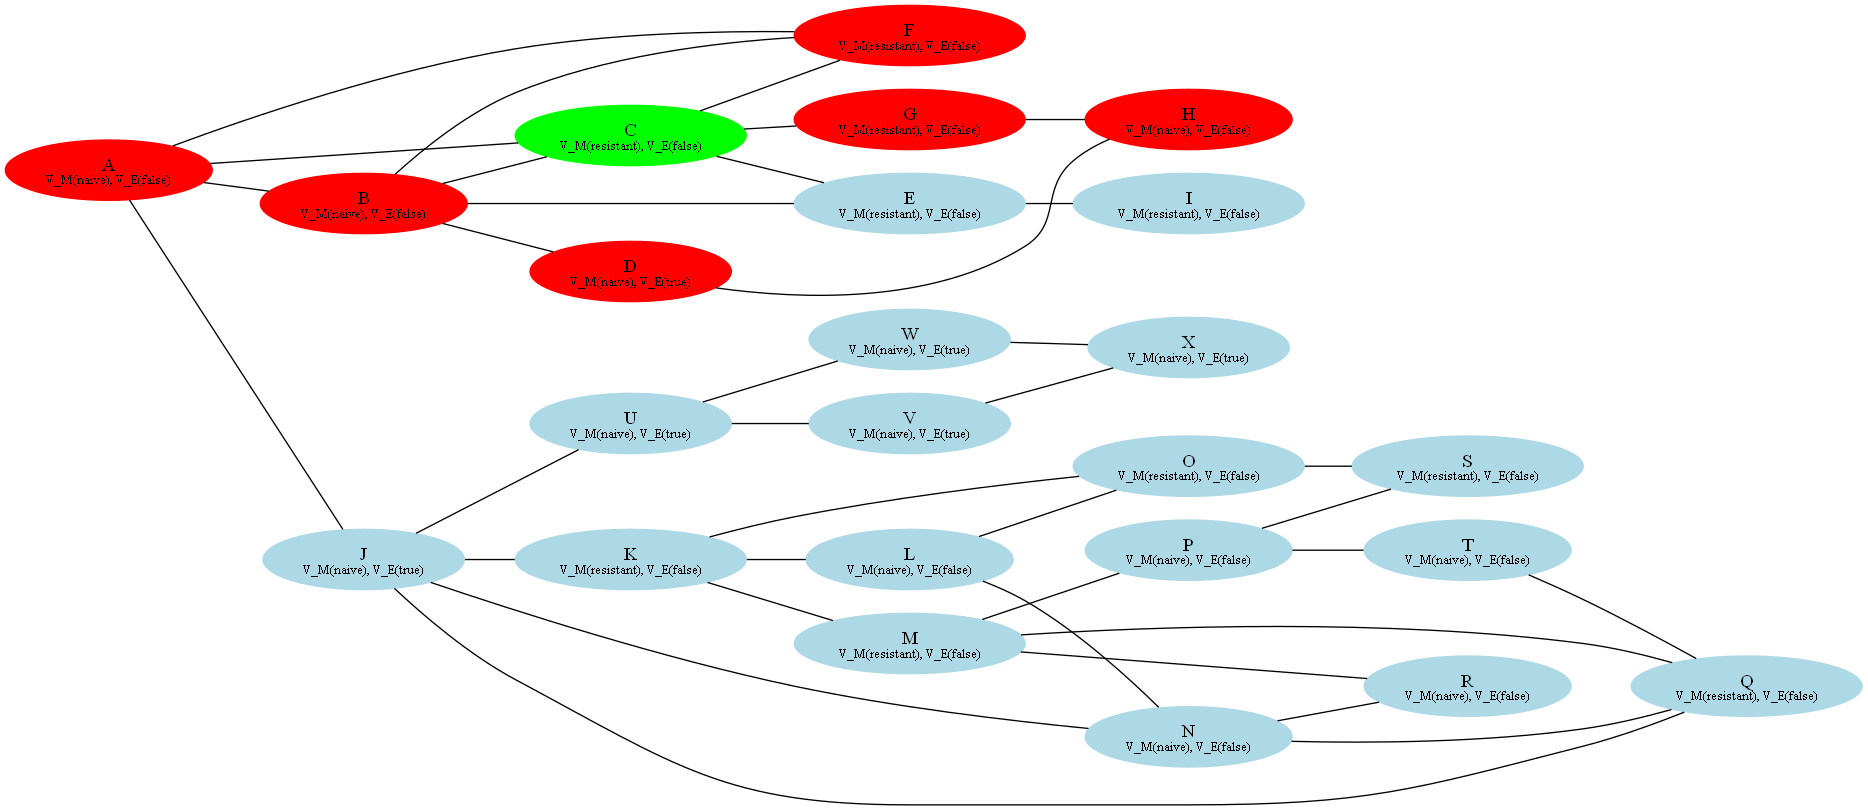 F
V_M(resistant), V_E(false)
G
V_M(resistant), V_E(false)
H
V_M(naive), V_E(false)
C
V_M(resistant), V_E(false)
A
V_M(naive), V_E(false)
B
V_M(naive), V_E(false)
E
V_M(resistant), V_E(false)
I
V_M(resistant), V_E(false)
D
V_M(naive), V_E(true)
W
V_M(naive), V_E(true)
X
V_M(naive), V_E(true)
U
V_M(naive), V_E(true)
V
V_M(naive), V_E(true)
O
V_M(resistant), V_E(false)
S
V_M(resistant), V_E(false)
J
V_M(naive), V_E(true)
K
V_M(resistant), V_E(false)
L
V_M(naive), V_E(false)
P
V_M(naive), V_E(false)
T
V_M(naive), V_E(false)
M
V_M(resistant), V_E(false)
R
V_M(naive), V_E(false)
Q
V_M(resistant), V_E(false)
N
V_M(naive), V_E(false)